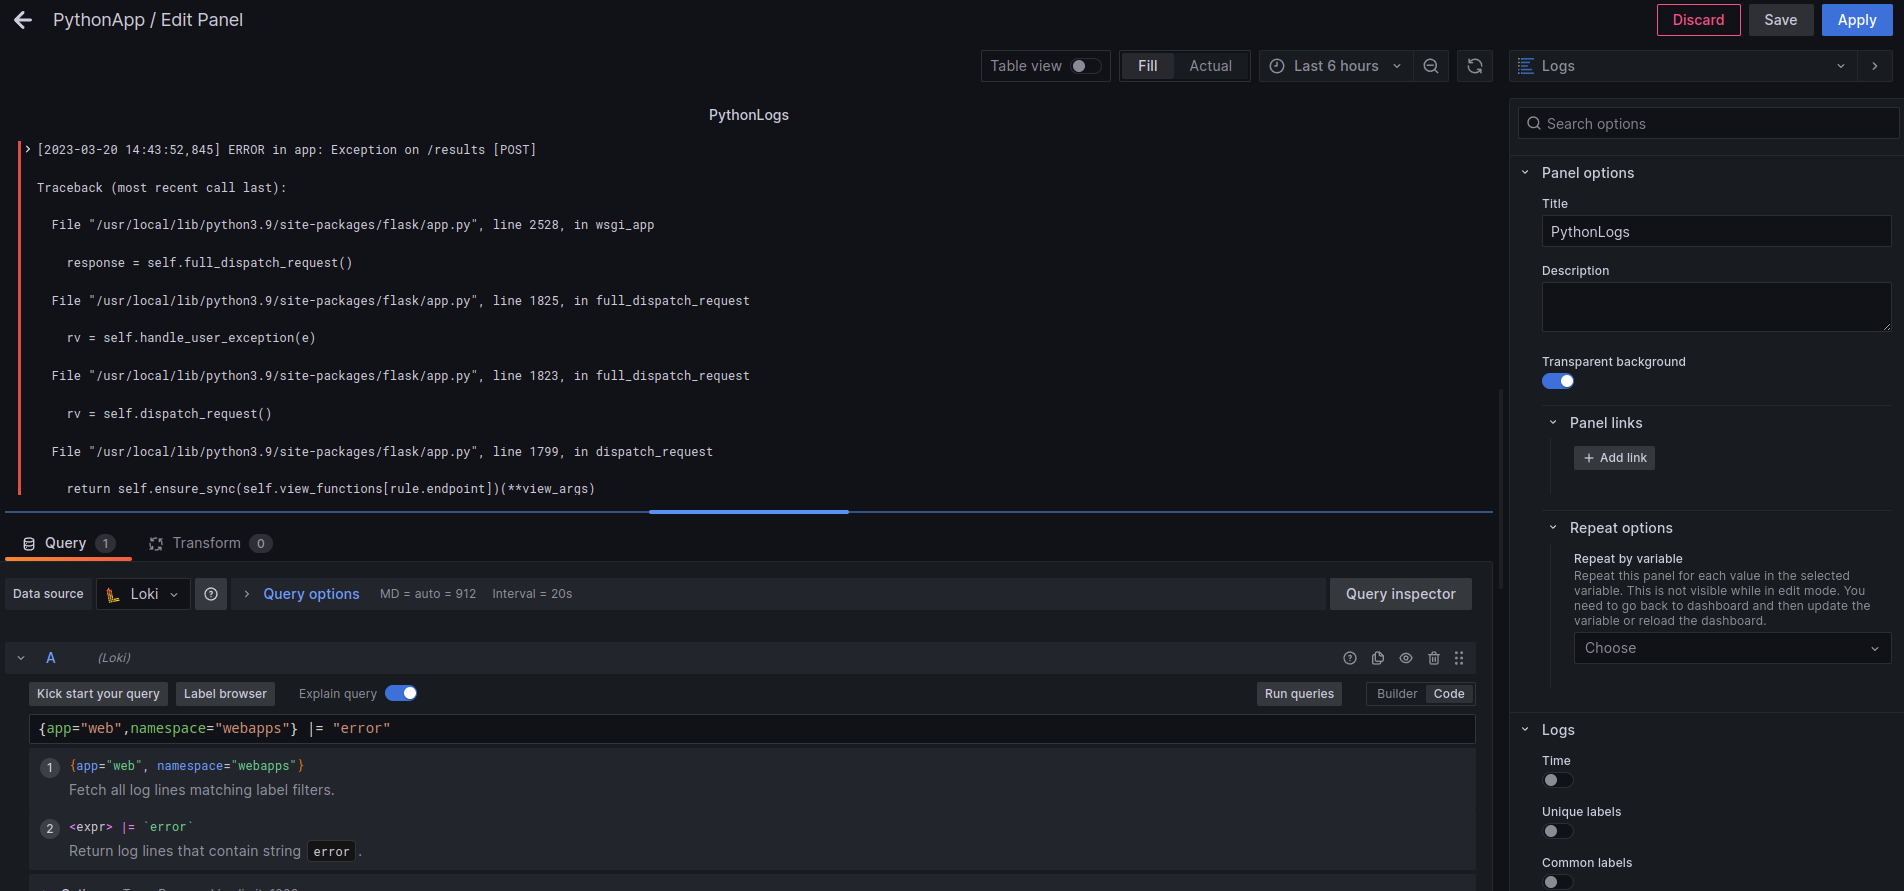 PythonApp / Edit Panel
Discard
Save
Apply
Table view
Fill
Actual
Last 6 hours
Logs
PythonLogs
[2023-03-20 14:43:52,845] ERROR in app: Exception on /results [POST]
Traceback (most recent call last):
File "/usr/local/lib/python3.9/site-packages/flask/app.py", line 2528, in wsgi_app
response = self.full_dispatch_request()
File "/usr/local/lib/python3.9/site-packages/flask/app.py", line 1825, in full_dispatch_request
rv = self.handle_user_exception(e)
File "/usr/local/lib/python3.9/site-packages/flask/app.py", line 1823, in full_dispatch_request
rv = self.dispatch_request()
File "/usr/local/lib/python3.9/site-packages/flask/app.py", line 1799, in dispatch_request
return self.ensure_sync(self.view_functions[rule.endpoint])(**view_args)
Query 1
Transform 0
Data source
Loki
Query options
MD = auto = 912
Interval = 20s
Query inspector
A
(Loki)
Kick start your query
Label browser
Explain query
Run queries
Builder
Code
{app="web",namespace="webapps"} |= "error"
1
{app="web", namespace="webapps"}
Fetch all log lines matching label filters.
2
<expr> |= `error`
Return log lines that contain string error .
Search options
Panel options
Title
PythonLogs
Description
Transparent background
Panel links
+ Add link
Repeat options
Repeat by variable
Repeat this panel for each value in the selected
variable. This is not visible while in edit mode. You
need to go back to dashboard and then update the
variable or reload the dashboard.
Choose
Logs
Time
Unique labels
Common labels